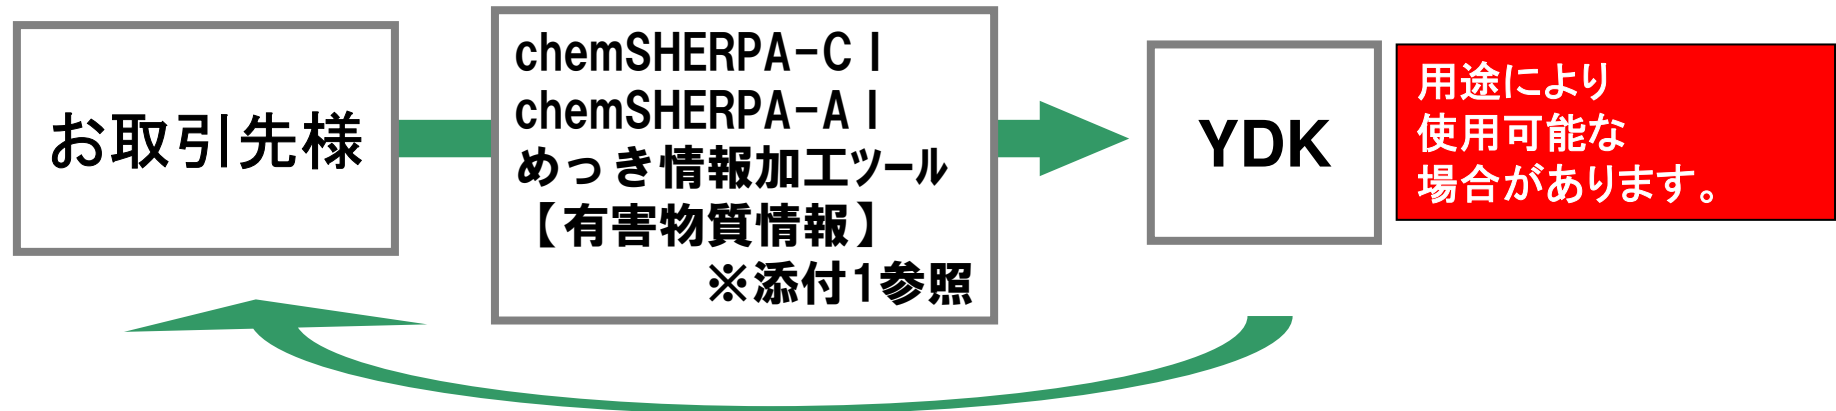 お取引先様
chemSHERPA-CI
chemSHERPA-AI
めっき情報加工ﾂｰﾙ
【有害物質情報】
※添付1参照
YDK
用途により
使用可能な
場合があります。